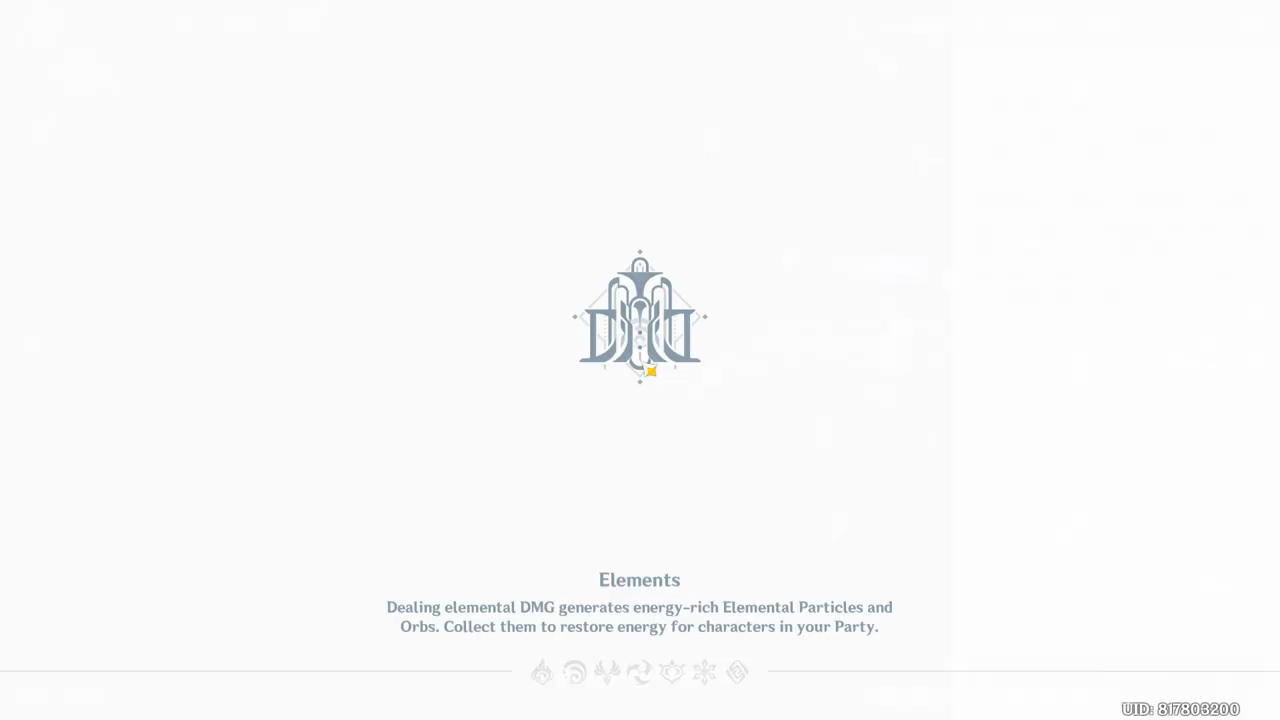 Elements
Dealing elemental DMG generates energy-rich Elemental Particles and
Orbs. Collect them to restore energy for characters in your Party.
UID: 817803200